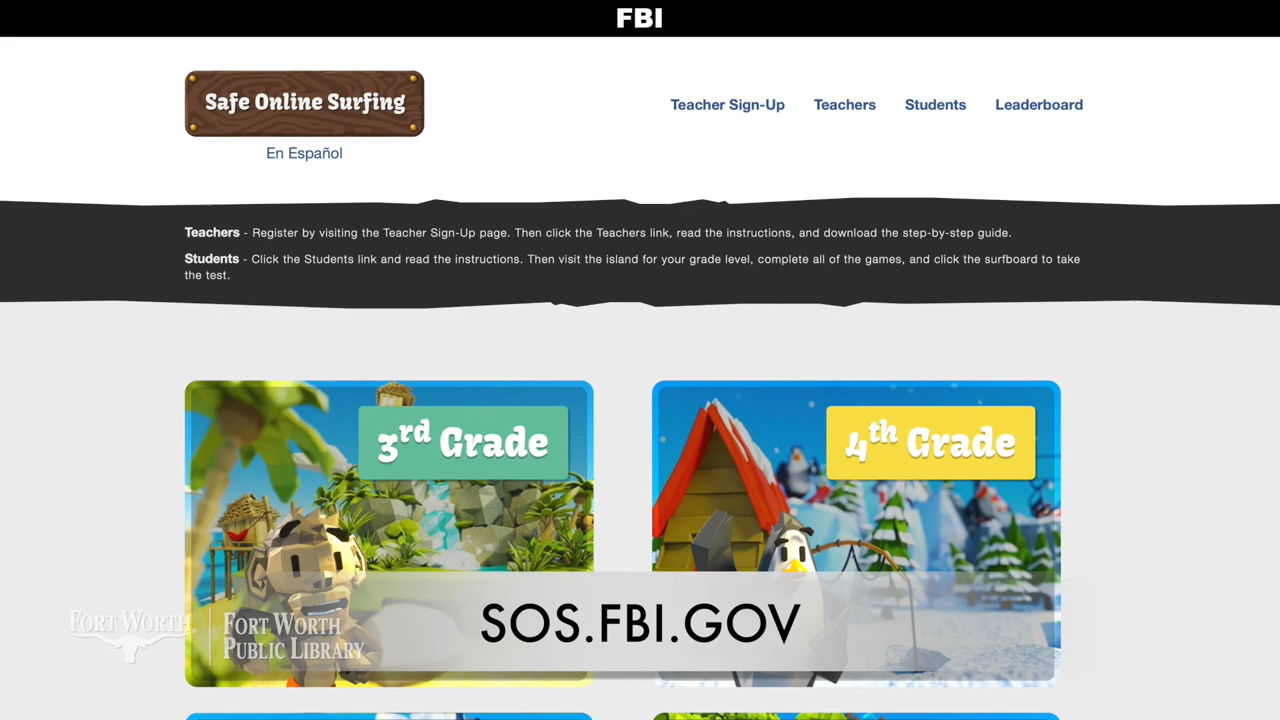 FBI
Safe Online Surfing
En Español
Teacher Sign-Up Teachers Students Leaderboard
Teachers - Register by visiting the Teacher Sign-Up page. Then click the Teachers link, read the instructions, and download the step-by-step guide.
Students - Click the Students link and read the instructions. Then visit the island for your grade level, complete all of the games, and click the surfboard to take
the test.
3rd Grade
4th Grade
SOS.FBI.GOV
FORT WORTH
FORT WORTH
PUBLIC LIBRARY